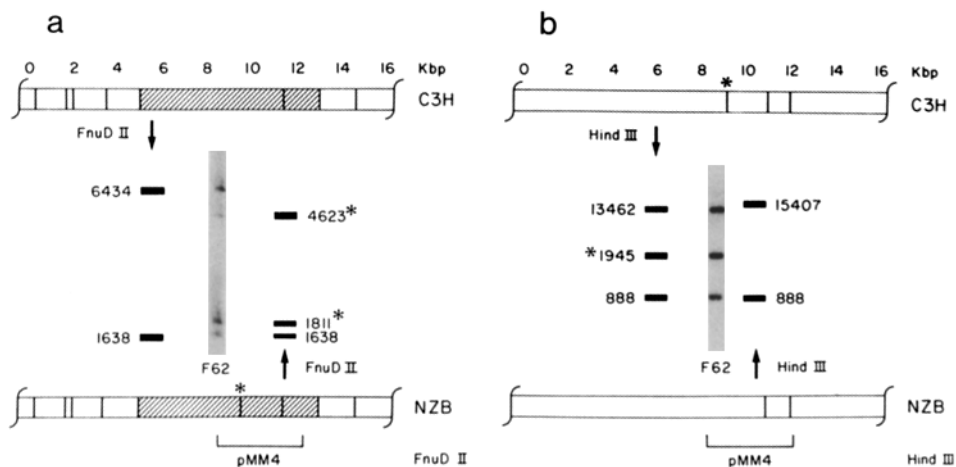 a
0 2 4 6 8 10 12 14 16 Kbp
C3H
FnuD II
6434
4623*
1811*
1638
1638
F62
FnuD II
*
NZB
pMM4
FnuD II
b
0 2 4 6 8 10 12 14 16 Kbp
*
C3H
Hind III
13462
15407
*1945
888
888
F62
Hind III
NZB
pMM4
Hind III